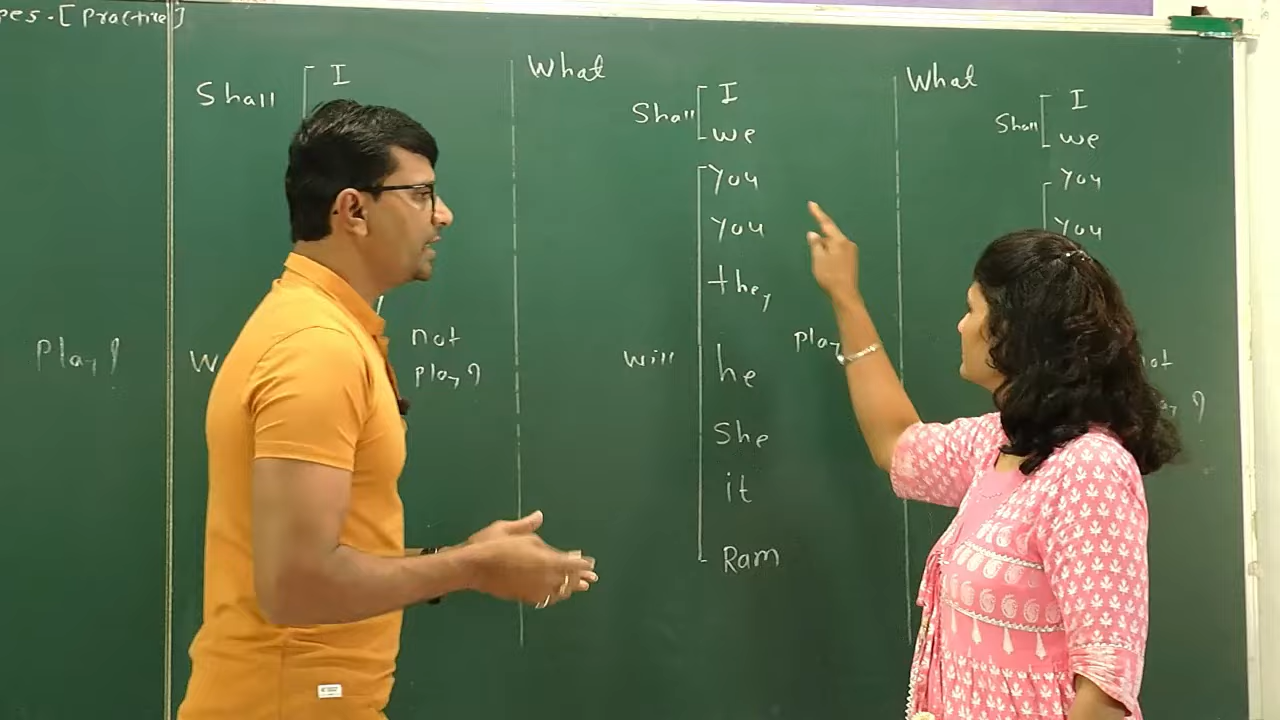 pes.[Practice]
Shall I
Play?
not
play?
What
Shall I
we
you
you
they
Will he play
she
it
Ram
What
Shall I
we
you
you